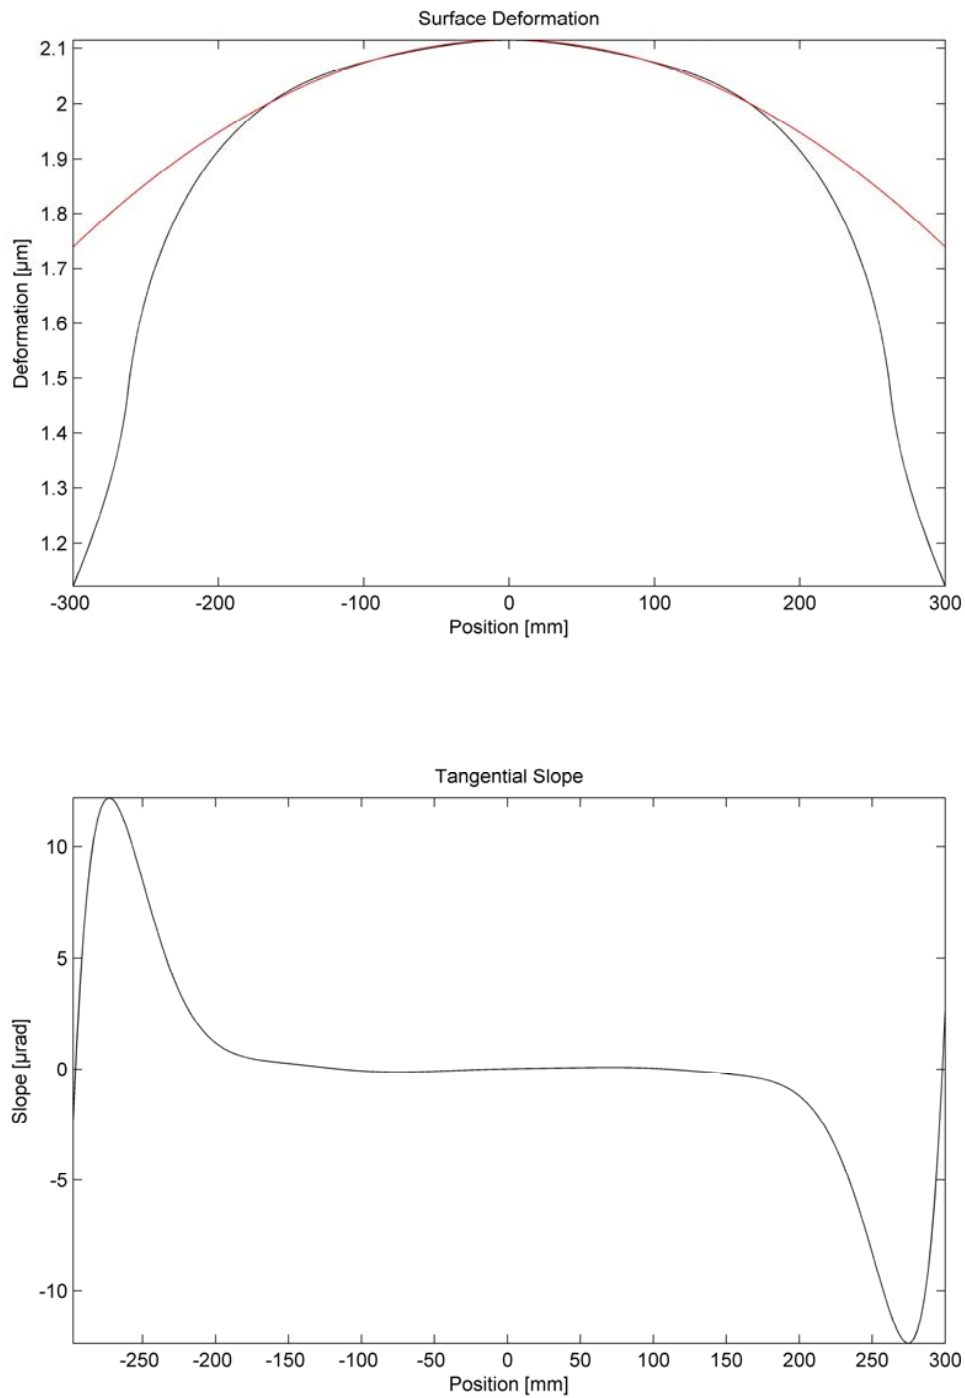 Surface Deformation
2.1
2
1.9
1.8
1.7
1.6
1.5
1.4
1.3
1.2
Deformation [µm]
-300 -200 -100 0 100 200 300
Position [mm]
Tangential Slope
10
5
0
-5
-10
Slope [µrad]
-250 -200 -150 -100 -50 0 50 100 150 200 250 300
Position [mm]